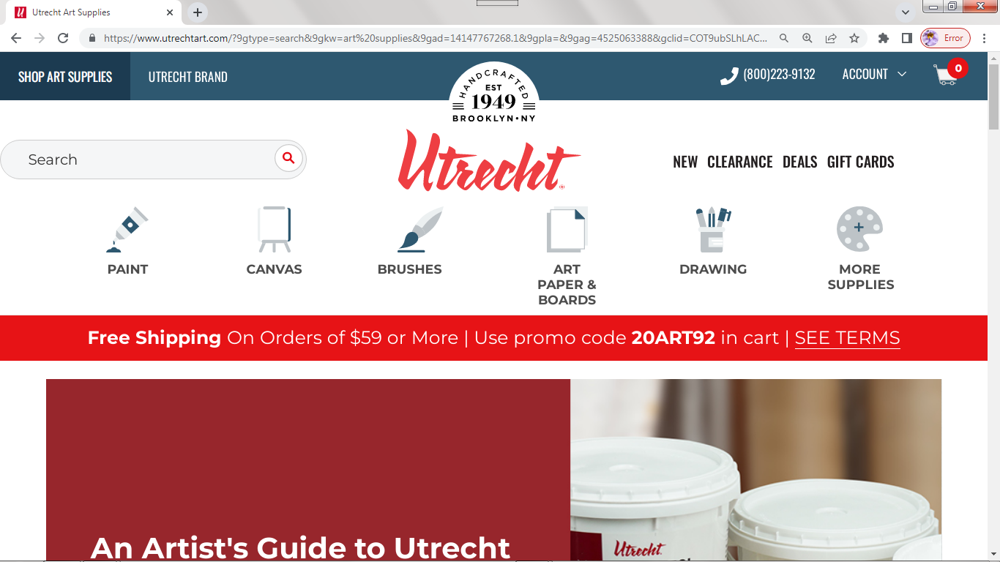 Utrecht Art Supplies
https://www.utrechtart.com/?9gtype=search&9gkw=art%20supplies&9gad=14147767268.1&9gpla=&9gag=4525063388&gclid=COT9ubSLhLAC...
Error
SHOP ART SUPPLIES
UTRECHT BRAND
HANDCRAFTED
EST
1949
BROOKLYN•NY
(800)223-9132
ACCOUNT
0
Search
Utrecht®
NEW CLEARANCE DEALS GIFT CARDS
PAINT
CANVAS
BRUSHES
ART
PAPER &
BOARDS
DRAWING
MORE
SUPPLIES
Free Shipping On Orders of $59 or More | Use promo code 20ART92 in cart | SEE TERMS
An Artist's Guide to Utrecht
Utrecht